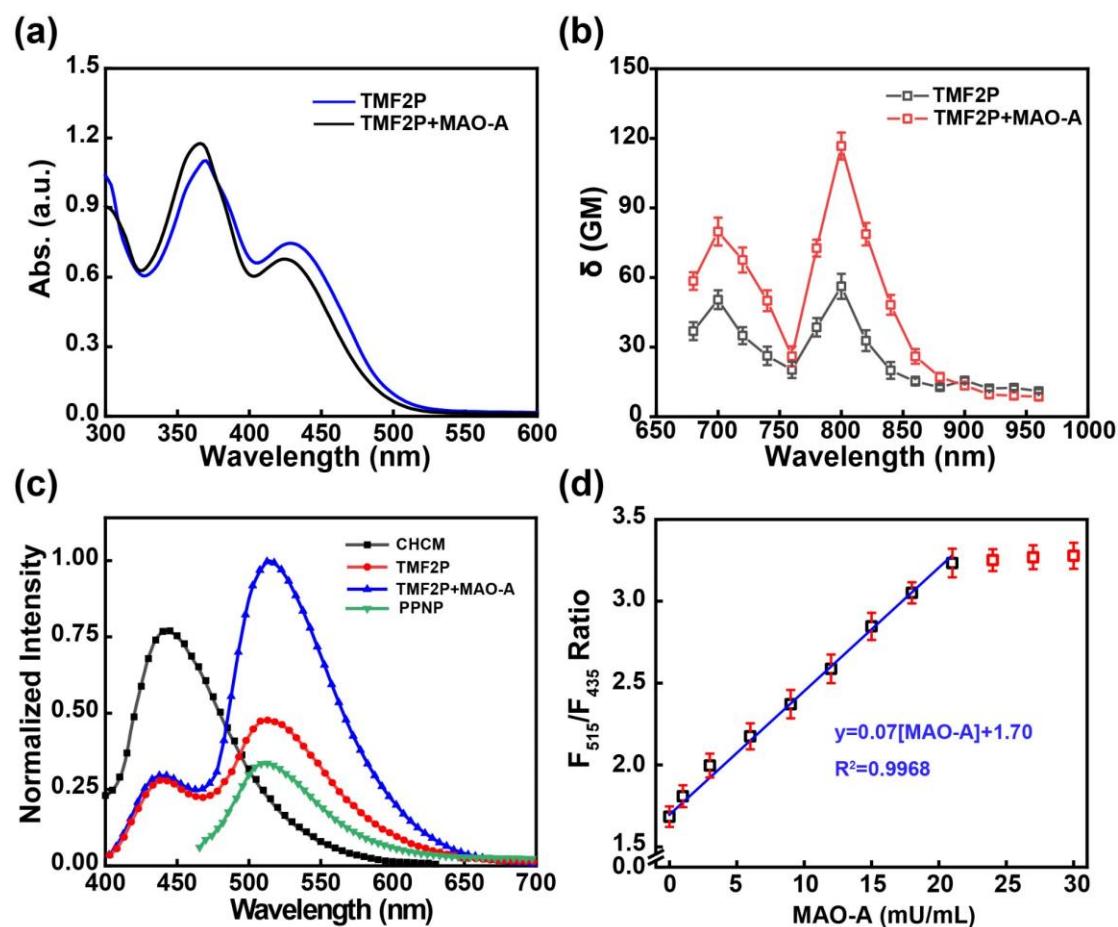 (a)
1.5
1.2
0.9
0.6
0.3
0.0
Abs. (a.u.)
TMF2P
TMF2P+MAO-A
300 350 400 450 500 550 600
Wavelength (nm)
(b)
150
120
90
60
30
0
δ (GM)
TMF2P
TMF2P+MAO-A
650 700 750 800 850 900 950 1000
Wavelength (nm)
(c)
1.00
0.75
0.50
0.25
0.00
Normalized Intensity
CHCM
TMF2P
TMF2P+MAO-A
PPNP
400 450 500 550 600 650 700
Wavelength (nm)
(d)
3.5
3.0
2.5
2.0
1.5
0.0
F515/F435 Ratio
y=0.07[MAO-A]+1.70
R²=0.9968
0 5 10 15 20 25 30
MAO-A (mU/mL)